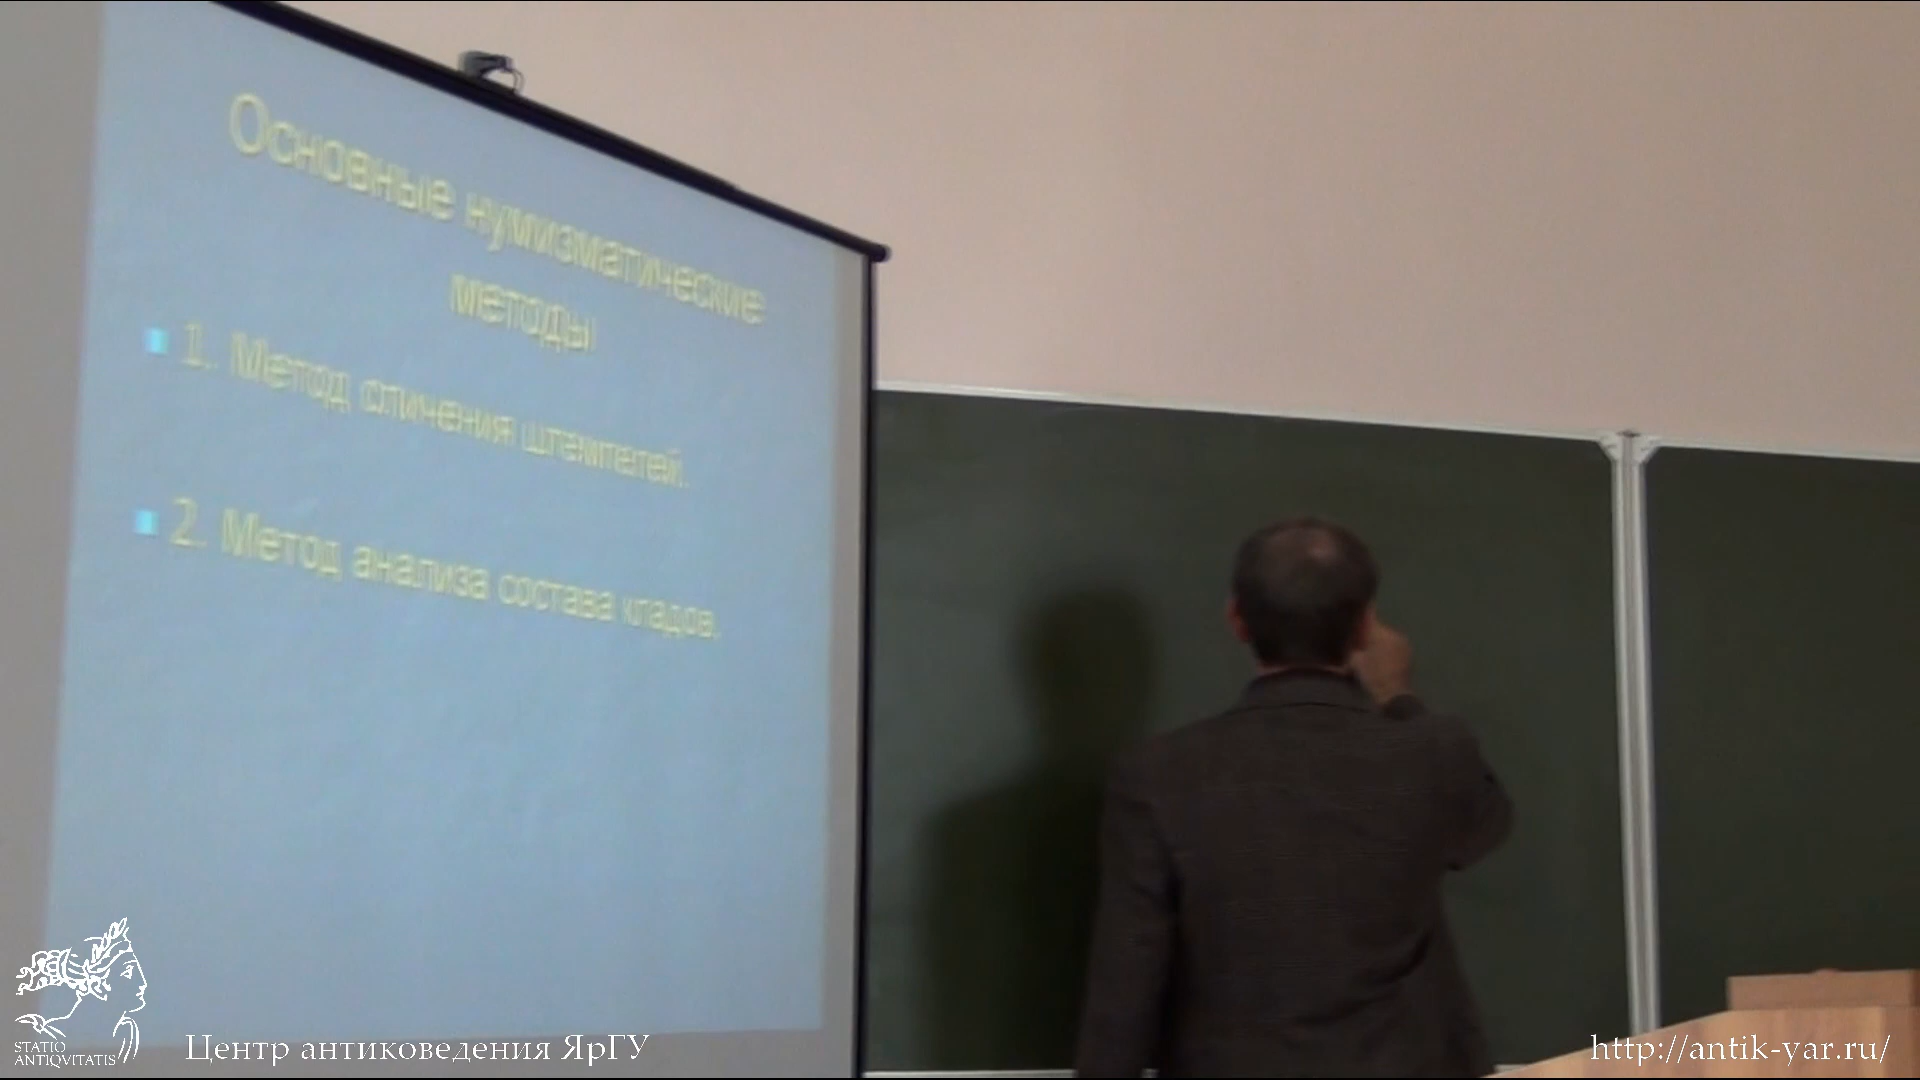 Основные нумизматические
методы
1. Метод сличения штемпелей.
2. Метод анализа состава кладов.
STATIO
ANTIQVITATIS
Центр антиковедения ЯрГУ
http://antik-yar.ru/